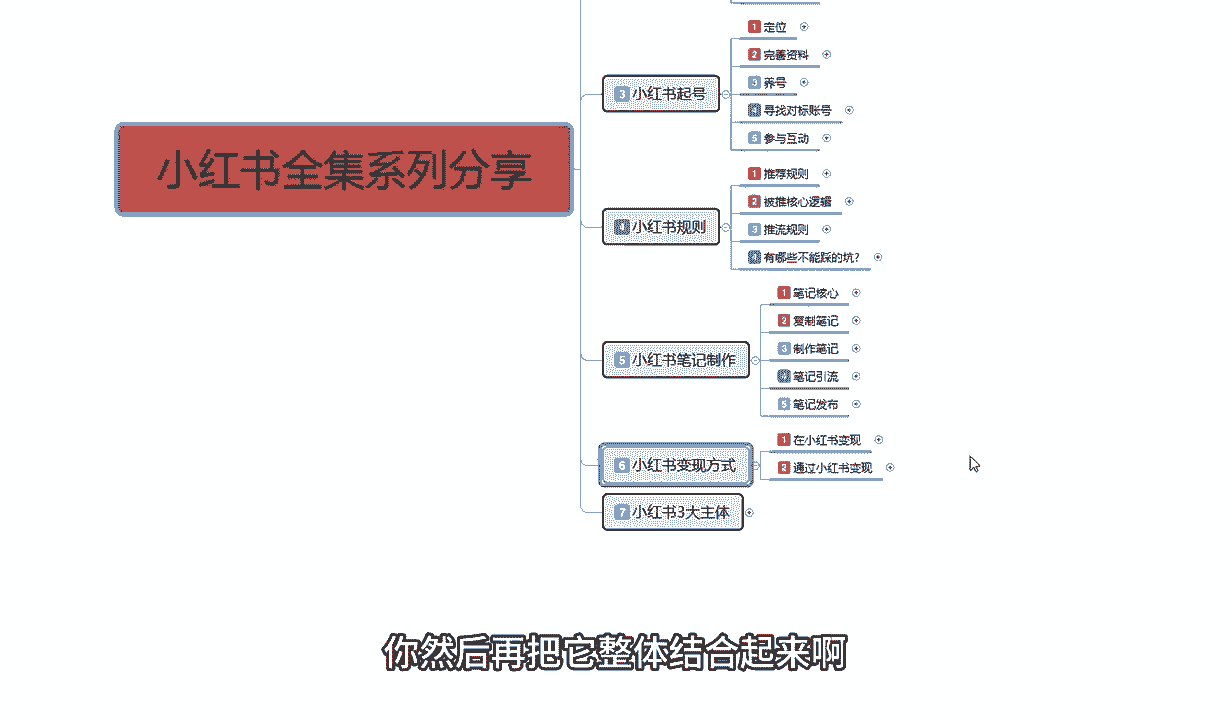 小红书全集系列分享
3 小红书起号
1 定位
2 完善资料
3 养号
4 寻找对标账号
5 参与互动
4 小红书规则
1 推荐规则
2 被推核心逻辑
3 推流规则
4 有哪些不能踩的坑?
5 小红书笔记制作
1 笔记核心
2 复制笔记
3 制作笔记
4 笔记引流
5 笔记发布
6 小红书变现方式
1 在小红书变现
2 通过小红书变现
7 小红书3大主体
你然后再把它整体结合起来啊